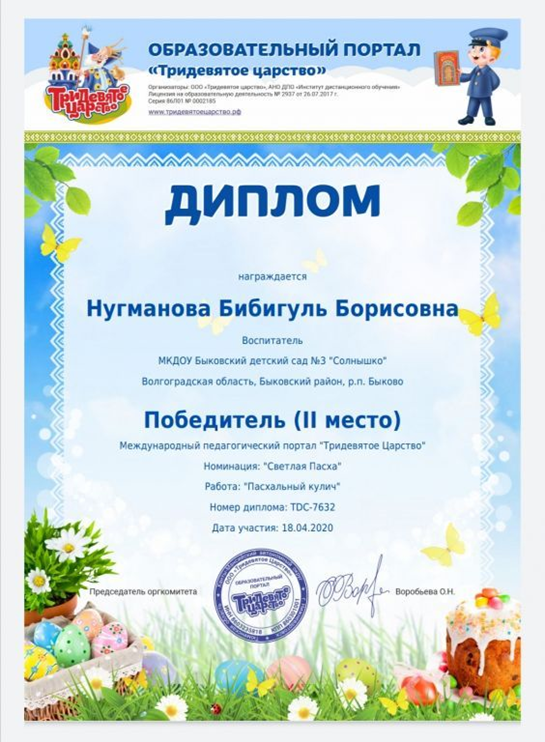 Тридевятое
Царство
ОБРАЗОВАТЕЛЬНЫЙ ПОРТАЛ
«Тридевятое царство»
Организаторы: ООО «Тридевятое царство», АНО ДПО «Институт дистанционного обучения»
Лицензия на образовательную деятельность № 2937 от 26.07.2017 г.
Серия 86Л01 № 0002185
www.тридевятоецарство.рф
ДИПЛОМ
награждается
Нугманова Бибигуль Борисовна
Воспитатель
МКДОУ Быковский детский сад №3 "Солнышко"
Волгоградская область, Быковский район, р.п. Быково
Победитель (II место)
Международный педагогический портал "Тридевятое Царство"
Номинация: "Светлая Пасха"
Работа: "Пасхальный кулич"
Номер диплома: TDC-7632
Дата участия: 18.04.2020
Председатель оргкомитета
ООО «Тридевятое Царство»
ОБРАЗОВАТЕЛЬНЫЙ
ПОРТАЛ
Тридевятое
Царство
Воробьева О.Н.